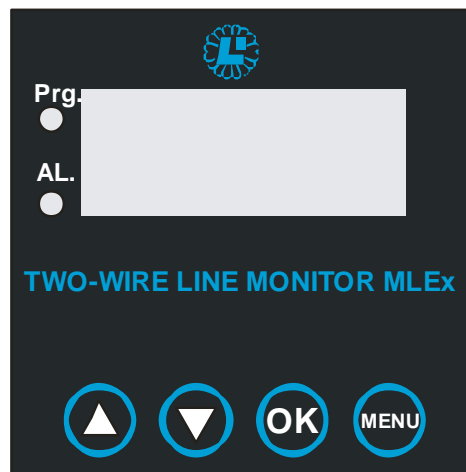 Prg.
AL.
TWO-WIRE LINE MONITOR MLEx
OK
MENU